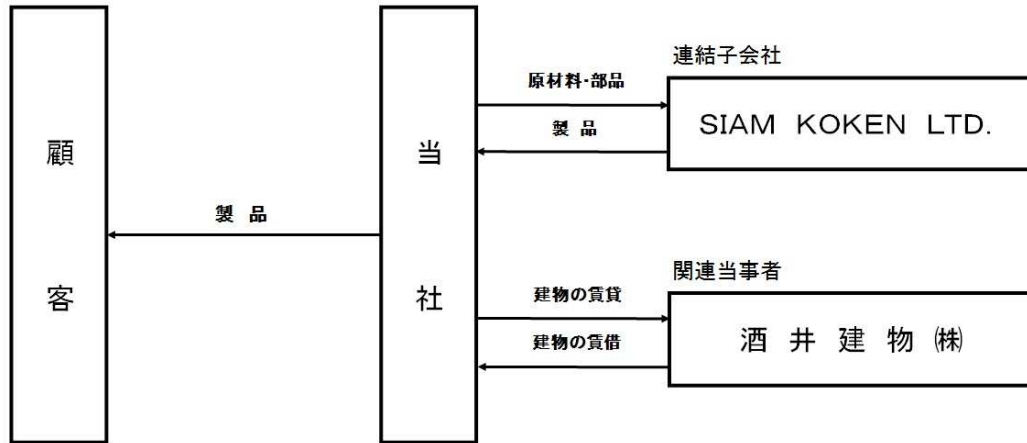 顧客
製品
当社
原材料・部品
製品
連結子会社
SIAM KOKEN LTD.
建物の賃貸
建物の賃借
関連当事者
酒井建物㈱